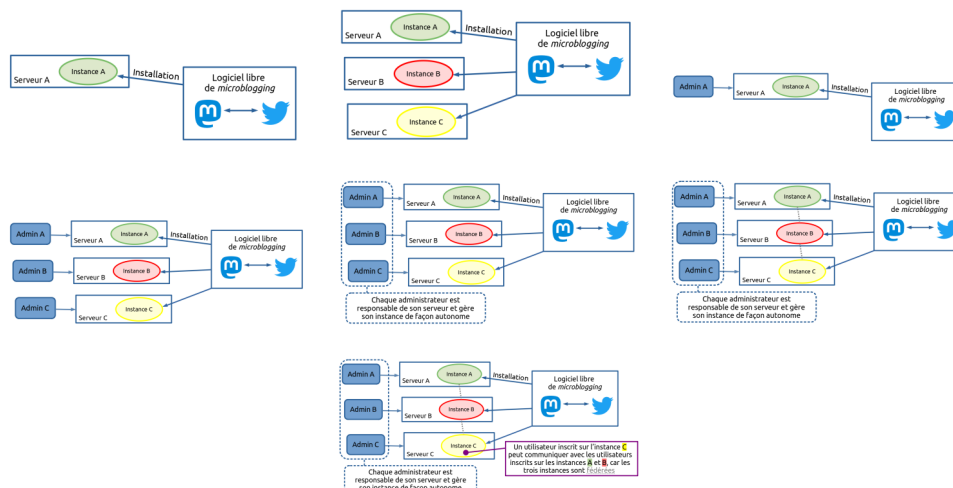 Instance A
Serveur A
Installation
Logiciel libre
de microblogging
Instance A
Serveur A
Installation
Instance B
Serveur B
Instance C
Serveur C
Logiciel libre
de microblogging
Admin A
Instance A
Serveur A
Installation
Logiciel libre
de microblogging
Admin A
Instance A
Serveur A
Installation
Admin B
Instance B
Serveur B
Admin C
Instance C
Serveur C
Logiciel libre
de microblogging
Admin A
Instance A
Serveur A
Installation
Admin B
Instance B
Serveur B
Admin C
Instance C
Serveur C
Logiciel libre
de microblogging
Chaque administrateur est
responsable de son serveur et gère
son instance de façon autonome
Admin A
Instance A
Serveur A
Installation
Admin B
Instance B
Serveur B
Admin C
Instance C
Serveur C
Logiciel libre
de microblogging
Chaque administrateur est
responsable de son serveur et gère
son instance de façon autonome
Admin A
Instance A
Serveur A
Installation
Admin B
Instance B
Serveur B
Admin C
Instance C
Serveur C
Logiciel libre
de microblogging
Un utilisateur inscrit sur l'instance C
peut communiquer avec les utilisateurs
inscrits sur les instances A et B, car les
trois instances sont fédérées
Chaque administrateur est
responsable de son serveur et gère
son instance de façon autonome